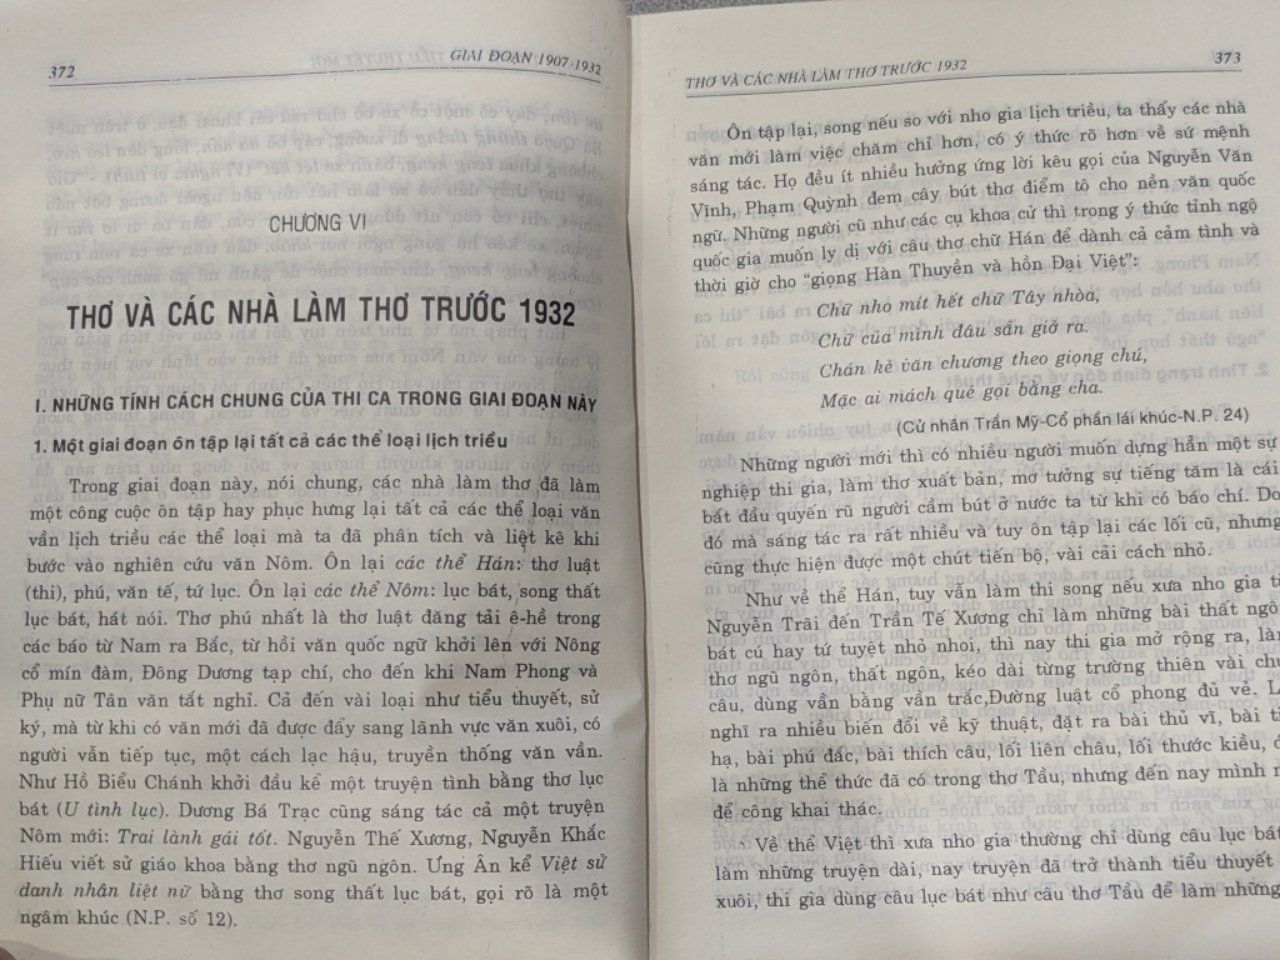 372
GIAI ĐOẠN 1907-1932
CHƯƠNG VI
THƠ VÀ CÁC NHÀ LÀM THƠ TRƯỚC 1932
I. NHỮNG TÍNH CÁCH CHUNG CỦA THI CA TRONG GIAI ĐOẠN NÀY
1. Một giai đoạn ôn tập lại tất cả các thể loại lịch triều
Trong giai đoạn này, nói chung, các nhà làm thơ đã làm
một công cuộc ôn tập hay phục hưng lại tất cả các thể loại văn
vần lịch triều các thể loại mà ta đã phân tích và liệt kê khi
bước vào nghiên cứu văn Nôm. Ôn lại các thể Hán: thơ luật
(thi), phú, văn tế, tứ lục. Ôn lại các thể Nôm: lục bát, song thất
lục bát, hát nói. Thơ phú nhất là thơ luật đăng tải ê-hề trong
các báo từ Nam ra Bắc, từ hồi văn quốc ngữ khởi lên với Nông
cổ mín đàm, Đông Dương tạp chí, cho đến khi Nam Phong và
Phụ nữ Tân văn tắt nghỉ. Cả đến vài loại như tiểu thuyết, sử
ký, mà từ khi có văn mới đã được đẩy sang lãnh vực văn xuôi, có
người vẫn tiếp tục, một cách lạc hậu, truyền thống văn vần.
Như Hồ Biểu Chánh khởi đầu kể một truyện tình bằng thơ lục
bát (U tình lục). Dương Bá Trạc cũng sáng tác cả một truyện
Nôm mới: Trai lành gái tốt. Nguyễn Thế Xương, Nguyễn Khắc
Hiếu viết sử giáo khoa bằng thơ ngũ ngôn. Ưng Ân kể Việt sử
danh nhân liệt nữ bằng thơ song thất lục bát, gọi rõ là một
ngâm khúc (N.P. số 12).
THƠ VÀ CÁC NHÀ LÀM THƠ TRƯỚC 1932
373
Ôn tập lại, song nếu so với nho gia lịch triều, ta thấy các nhà
văn mới làm việc chăm chỉ hơn, có ý thức rõ hơn về sứ mệnh
sáng tác. Họ đều ít nhiều hưởng ứng lời kêu gọi của Nguyễn Văn
Vĩnh, Phạm Quỳnh đem cây bút thơ điểm tô cho nền văn quốc
ngữ. Những người cũ như các cụ khoa cử thì trong ý thức tỉnh ngộ
quốc gia muốn ly dị với câu thơ chữ Hán để dành cả cảm tình và
thời giờ cho “giọng Hàn Thuyên và hồn Đại Việt”:
Chữ nho mít hết chữ Tây nhòa,
Chữ của mình đâu sẵn giở ra.
Chán kẻ văn chương theo giọng chú,
Mặc ai mách qué gọi bằng cha.
(Cử nhân Trần Mỹ-Cổ phần lái khúc-N.P. 24)
Những người mới thì có nhiều người muốn dựng hẳn một sự
nghiệp thi gia, làm thơ xuất bản, mơ tưởng sự tiếng tăm là cái
bắt đầu quyến rũ người cầm bút ở nước ta từ khi có báo chí. Do
đó mà sáng tác ra rất nhiều và tuy ôn tập lại các lối cũ, nhưng
cũng thực hiện được một chút tiến bộ, vài cải cách nhỏ.
Như về thể Hán, tuy vẫn làm thi song nếu xưa nho gia từ
Nguyễn Trãi đến Trần Tế Xương chỉ làm những bài thất ngôn
bát cú hay tứ tuyệt nhỏ nhoi, thì nay thi gia mở rộng ra, làm
thơ ngũ ngôn, thất ngôn, kéo dài từng trường thiên vài chục
câu, dùng vần bằng vần trắc, Đường luật cổ phong đủ vẻ. L
nghĩ ra nhiều biến đổi về kỹ thuật, đặt ra bài thủ vĩ, bài ti
hạ, bài phú đắc, bài thích câu, lối liên châu, lối thước kiều,
là những thể thức đã có trong thơ Tầu, nhưng đến nay mình
để công khai thác.
Về thể Việt thì xưa nho gia thường chỉ dùng câu lục bát
làm những truyện dài, nay truyện đã trở thành tiểu thuyết
xuôi, thi gia dùng câu lục bát như câu thơ Tầu để làm những